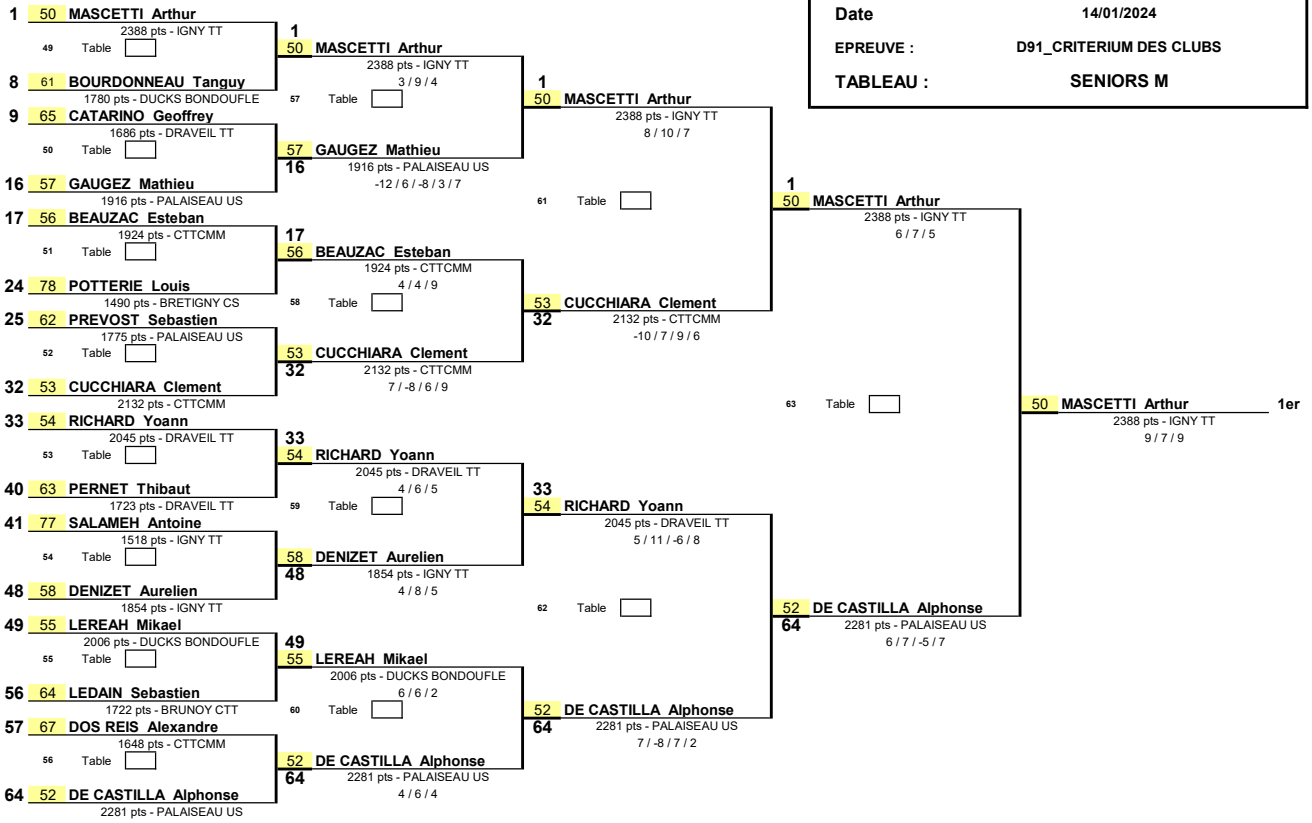 Date 14/01/2024
EPREUVE : D91_CRITERIUM DES CLUBS
TABLEAU : SENIORS M
1 50 MASCETTI Arthur
2388 pts - IGNY TT
49 Table
8 61 BOURDONNEAU Tanguy
1780 pts - DUCKS BONDOUFLE
9 65 CATARINO Geoffrey
1686 pts - DRAVEIL TT
50 Table
16 57 GAUGEZ Mathieu
1916 pts - PALAISEAU US
17 56 BEAUZAC Esteban
1924 pts - CTTCMM
51 Table
24 78 POTTERIE Louis
1490 pts - BRETIGNY CS
25 62 PREVOST Sebastien
1775 pts - PALAISEAU US
52 Table
32 53 CUCCHIARA Clement
2132 pts - CTTCMM
33 54 RICHARD Yoann
2045 pts - DRAVEIL TT
53 Table
40 63 PERNET Thibaut
1723 pts - DRAVEIL TT
41 77 SALAMEH Antoine
1518 pts - IGNY TT
54 Table
48 58 DENIZET Aurelien
1854 pts - IGNY TT
49 55 LEREAH Mikael
2006 pts - DUCKS BONDOUFLE
55 Table
56 64 LEDAIN Sebastien
1722 pts - BRUNOY CTT
57 67 DOS REIS Alexandre
1648 pts - CTTCMM
56 Table
64 52 DE CASTILLA Alphonse
2281 pts - PALAISEAU US
1
50 MASCETTI Arthur
2388 pts - IGNY TT
3 / 9 / 4
57 Table
57 GAUGEZ Mathieu
16 1916 pts - PALAISEAU US
-12 / 6 / -8 / 3 / 7
17
56 BEAUZAC Esteban
1924 pts - CTTCMM
4 / 4 / 9
58 Table
53 CUCCHIARA Clement
32 2132 pts - CTTCMM
7 / -8 / 6 / 9
33
54 RICHARD Yoann
2045 pts - DRAVEIL TT
4 / 6 / 5
59 Table
58 DENIZET Aurelien
48 1854 pts - IGNY TT
4 / 8 / 5
49
55 LEREAH Mikael
2006 pts - DUCKS BONDOUFLE
6 / 6 / 2
60 Table
52 DE CASTILLA Alphonse
64 2281 pts - PALAISEAU US
4 / 6 / 4
1
50 MASCETTI Arthur
2388 pts - IGNY TT
8 / 10 / 7
61 Table
53 CUCCHIARA Clement
32 2132 pts - CTTCMM
-10 / 7 / 9 / 6
33
54 RICHARD Yoann
2045 pts - DRAVEIL TT
5 / 11 / -6 / 8
62 Table
52 DE CASTILLA Alphonse
64 2281 pts - PALAISEAU US
7 / -8 / 7 / 2
1
50 MASCETTI Arthur
2388 pts - IGNY TT
6 / 7 / 5
63 Table
52 DE CASTILLA Alphonse
64 2281 pts - PALAISEAU US
6 / 7 / -5 / 7
50 MASCETTI Arthur 1er
2388 pts - IGNY TT
9 / 7 / 9